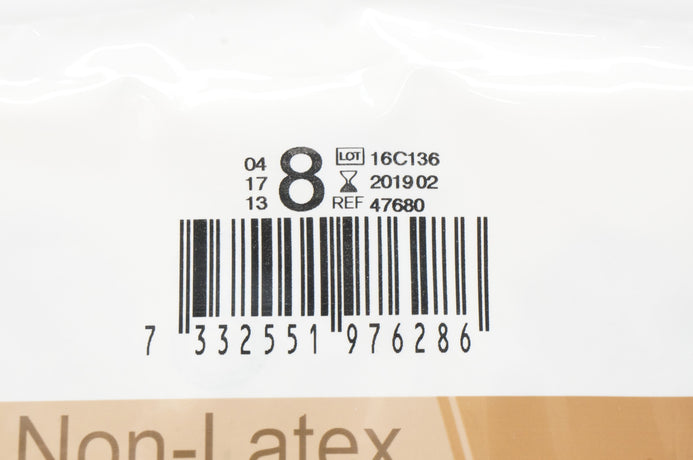 04 8 LOT 16C136
17 2019 02
13 REF 47680
7 332551 976286
Non-Latex